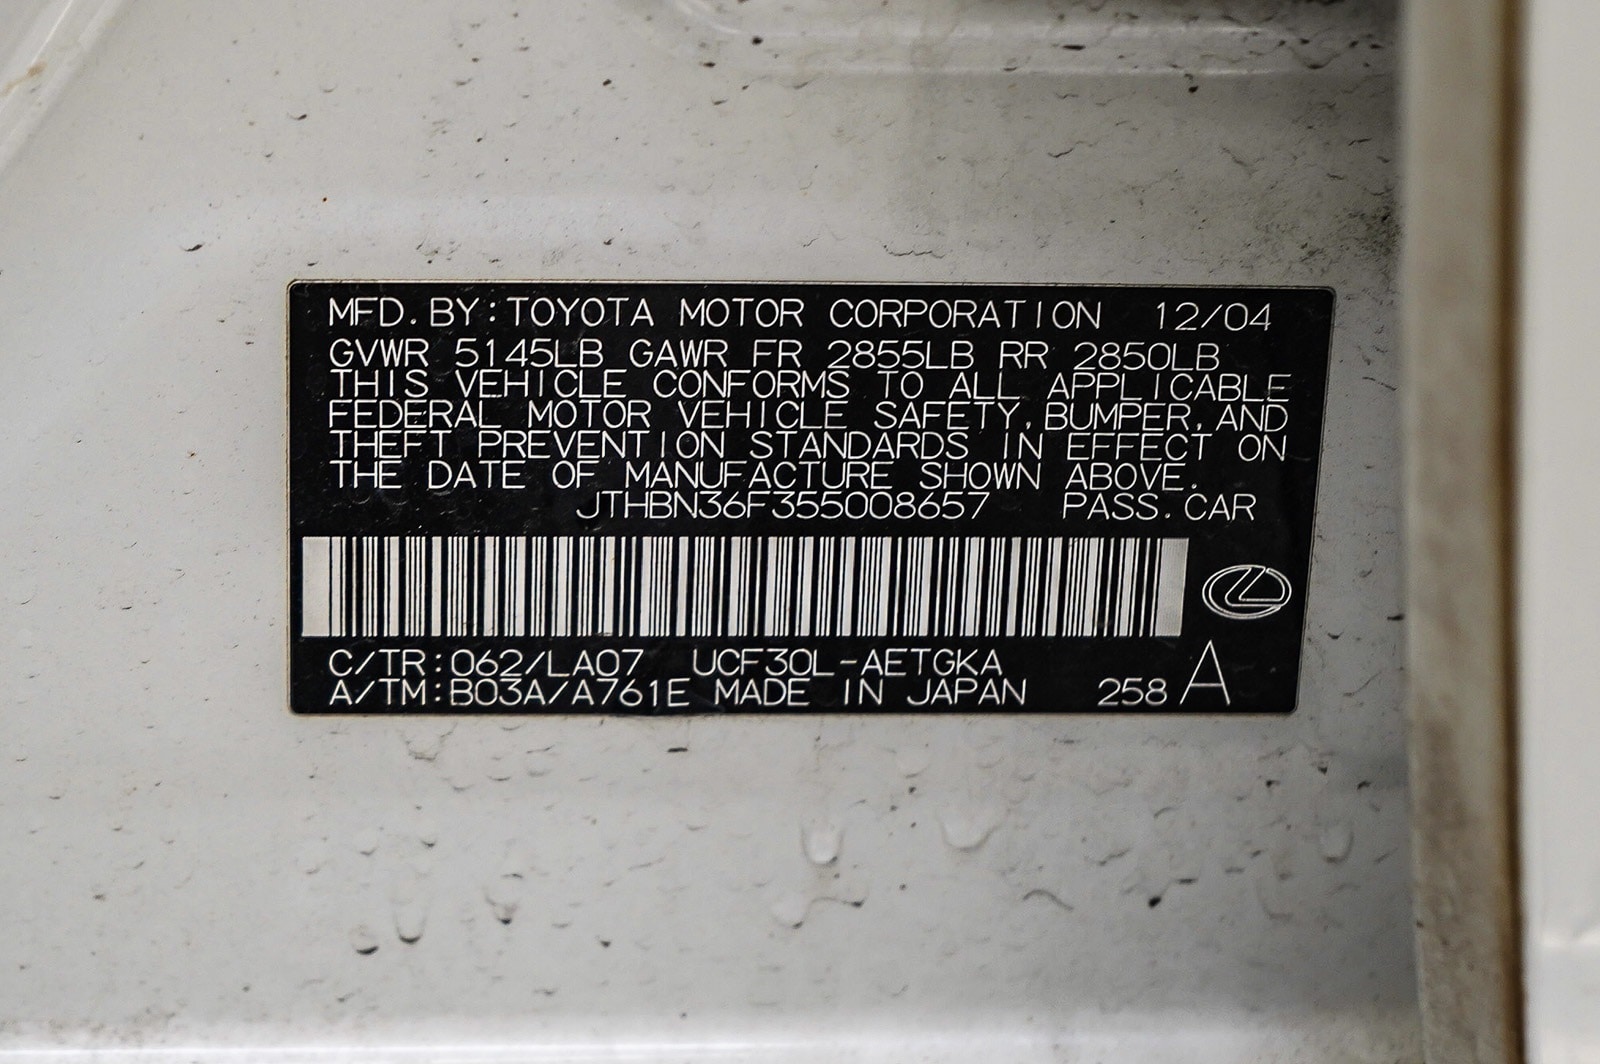 MFD. BY: TOYOTA MOTOR CORPORATION 12/04
GVWR 5145LB GAWR FR 2855LB RR 2850LB
THIS VEHICLE CONFORMS TO ALL APPLICABLE
FEDERAL MOTOR VEHICLE SAFETY, BUMPER, AND
THEFT PREVENTION STANDARDS IN EFFECT ON
THE DATE OF MANUFACTURE SHOWN ABOVE.
JTHBN36F355008657 PASS. CAR
C/TR: 062/LA07 UCF30L-AETGKA
A/TM: B03A/A761E MADE IN JAPAN 258 A